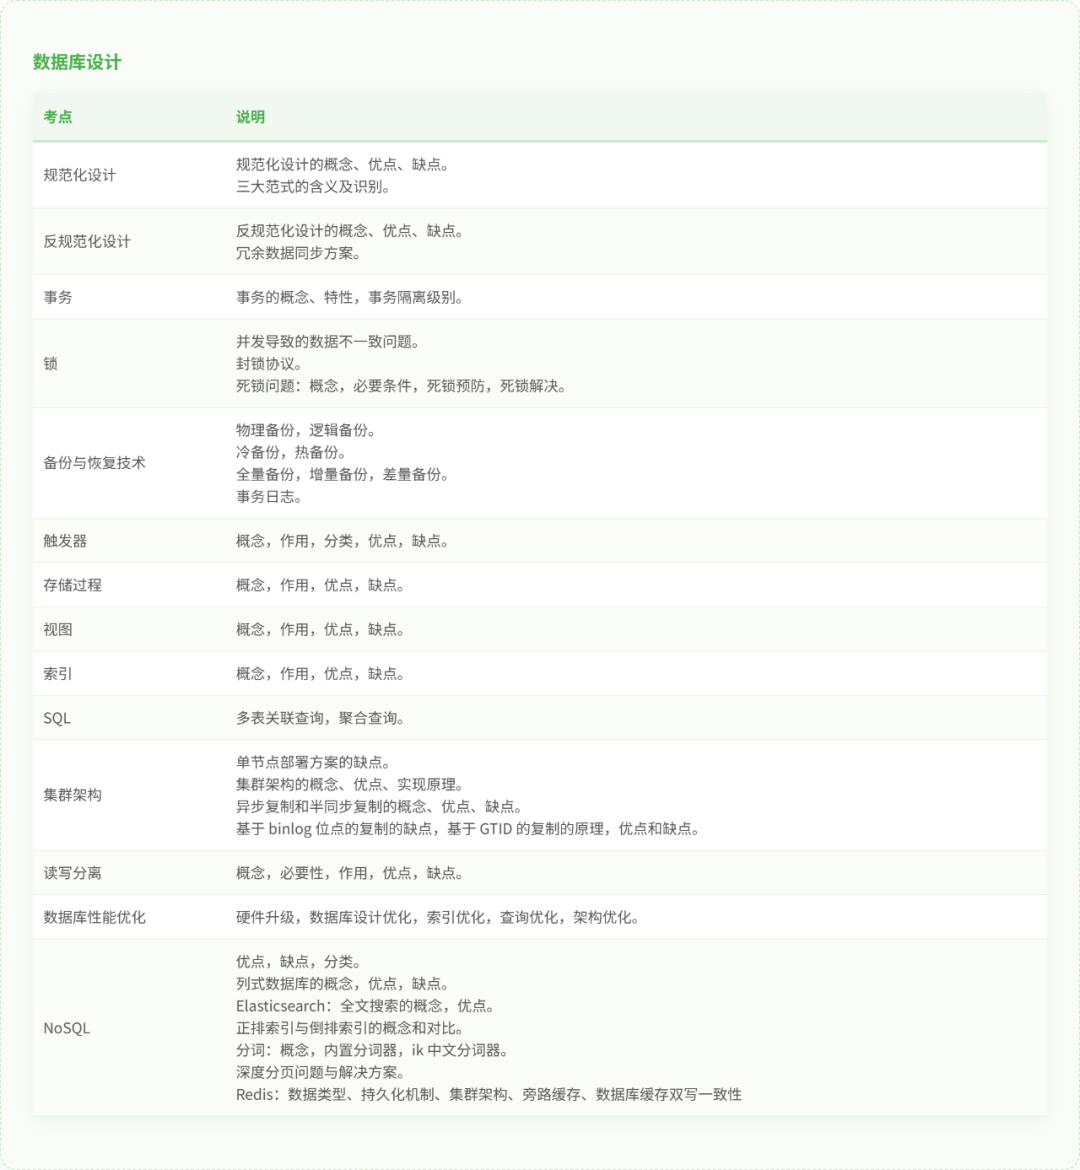 数据库设计
考点 说明
规范化设计
规范化设计的概念、优点、缺点。
三大范式的含义及识别。
反规范化设计
反规范化设计的概念、优点、缺点。
冗余数据同步方案。
事务 事务的概念、特性，事务隔离级别。
锁
并发导致的数据不一致问题。
封锁协议。
死锁问题：概念，必要条件，死锁预防，死锁解决。
备份与恢复技术
物理备份，逻辑备份。
冷备份，热备份。
全量备份，增量备份，差量备份。
事务日志。
触发器 概念，作用，分类，优点，缺点。
存储过程 概念，作用，优点，缺点。
视图 概念，作用，优点，缺点。
索引 概念，作用，优点，缺点。
SQL 多表关联查询，聚合查询。
集群架构
单节点部署方案的缺点。
集群架构的概念、优点、实现原理。
异步复制和半同步复制的概念、优点、缺点。
基于 binlog 位点的复制的缺点，基于 GTID 的复制的原理，优点和缺点。
读写分离 概念，必要性，作用，优点，缺点。
数据库性能优化 硬件升级，数据库设计优化，索引优化，查询优化，架构优化。
NoSQL
优点，缺点，分类。
列式数据库的概念，优点，缺点。
Elasticsearch：全文搜索的概念，优点。
正排索引与倒排索引的概念和对比。
分词：概念，内置分词器，ik 中文分词器。
深度分页问题与解决方案。
Redis：数据类型、持久化机制、集群架构、旁路缓存、数据库缓存双写一致性